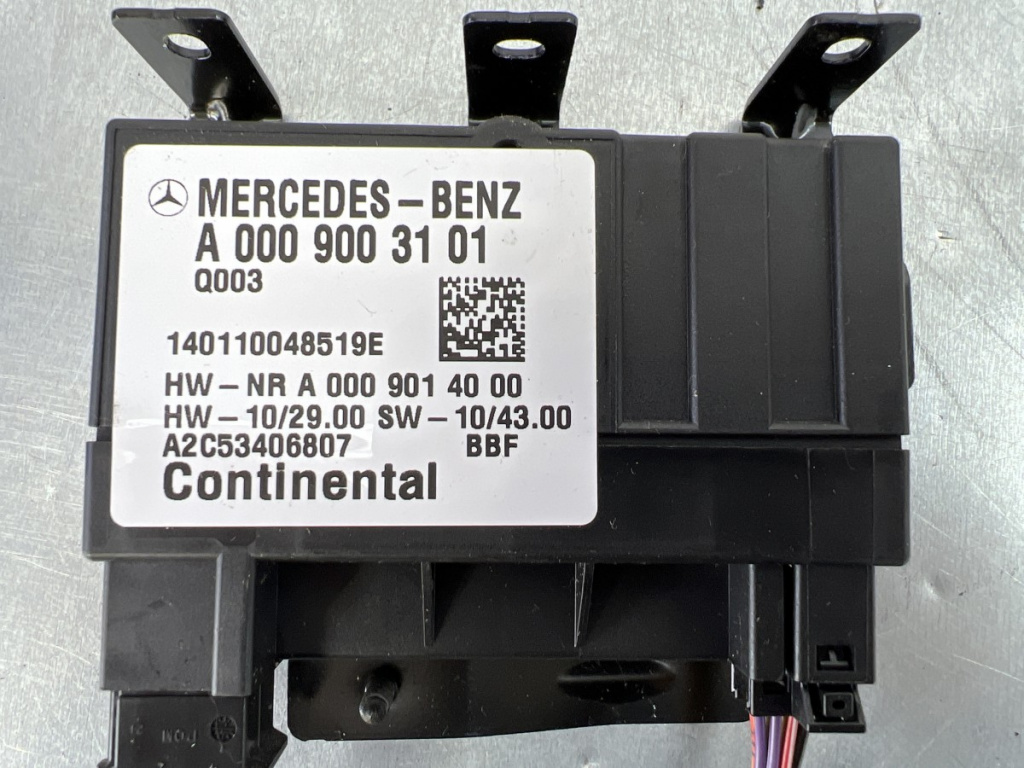 MERCEDES-BENZ
A 000 900 31 01
Q003
140110048519E
HW-NR A 000 901 40 00
HW-10/29.00 SW-10/43.00
A2C53406807 BBF
Continental
POM